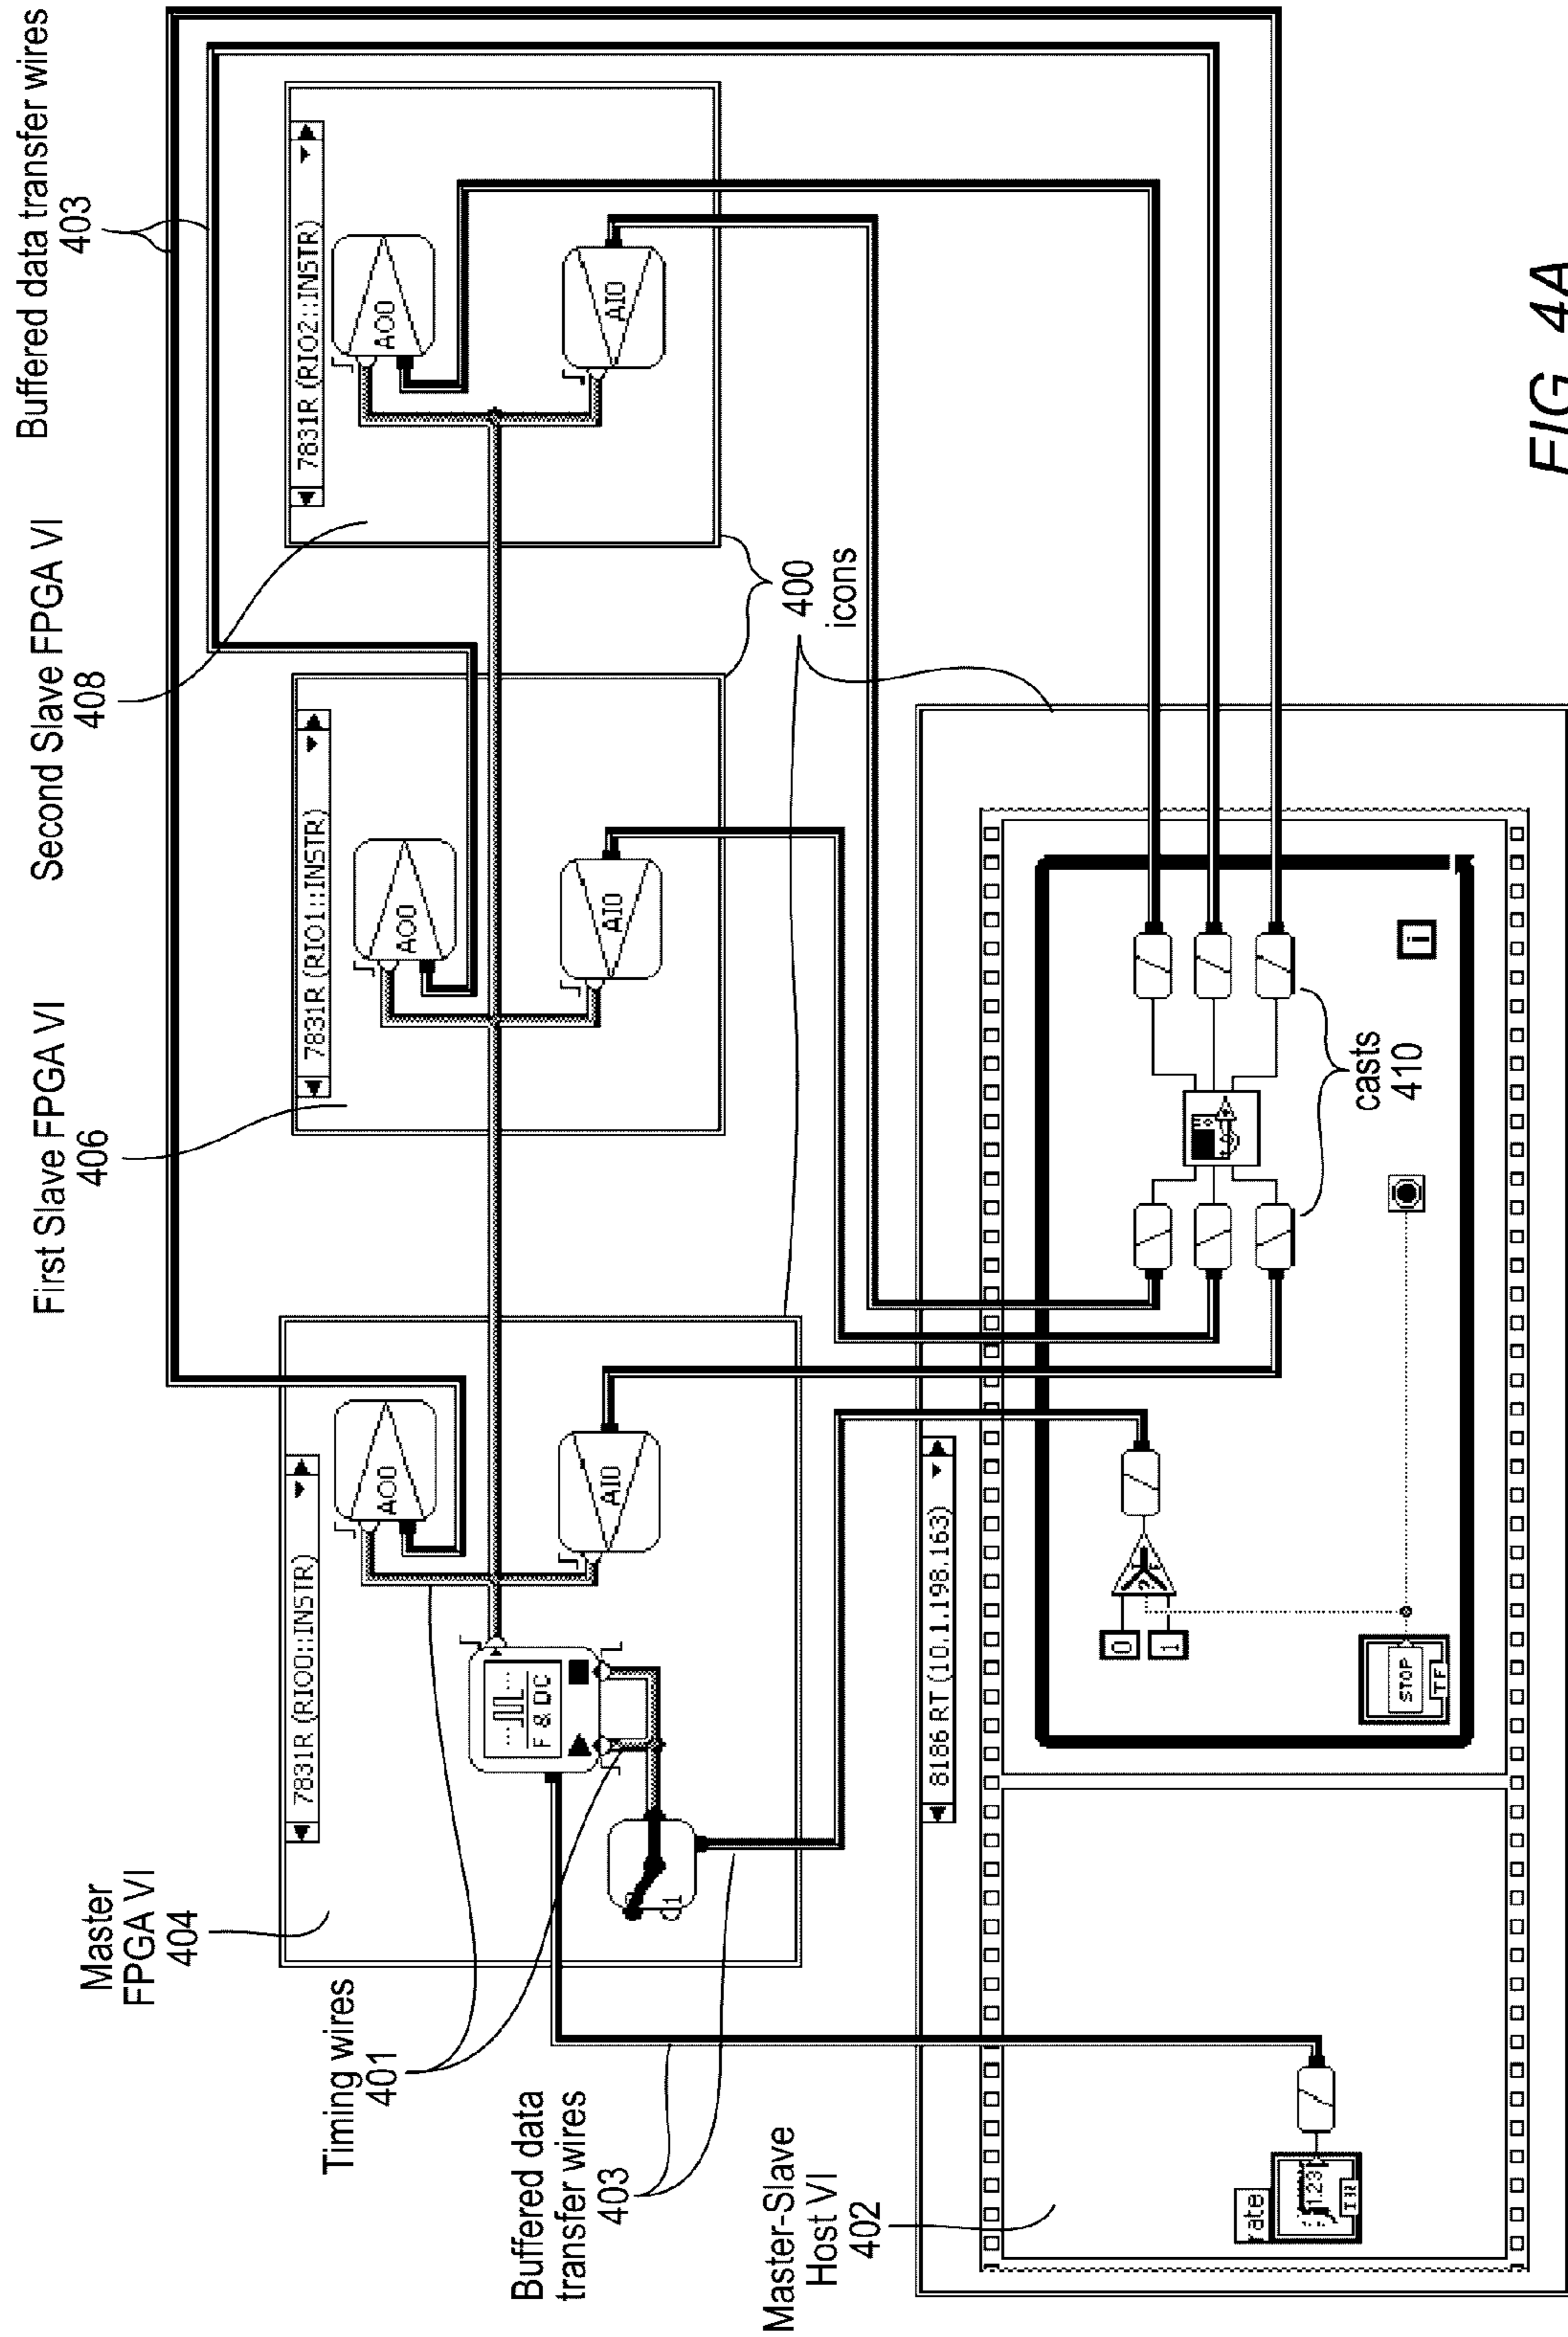 Master
FPGA VI
404
First Slave FPGA VI
406
Second Slave FPGA VI
408
Buffered data transfer wires
403
Timing wires
401
7831R (RIO0::INSTR)
AO0
F & DC
AI0
1
7831R (RIO1::INSTR)
AO0
AI0
7831R (RIO2::INSTR)
AO0
AI0
Buffered data
transfer wires
403
400
icons
Master-Slave
Host VI
402
8186 RT (10.1.198.163)
rate
1.23
0
1
?
STOP
TF
casts
410
i
FIG. 4A